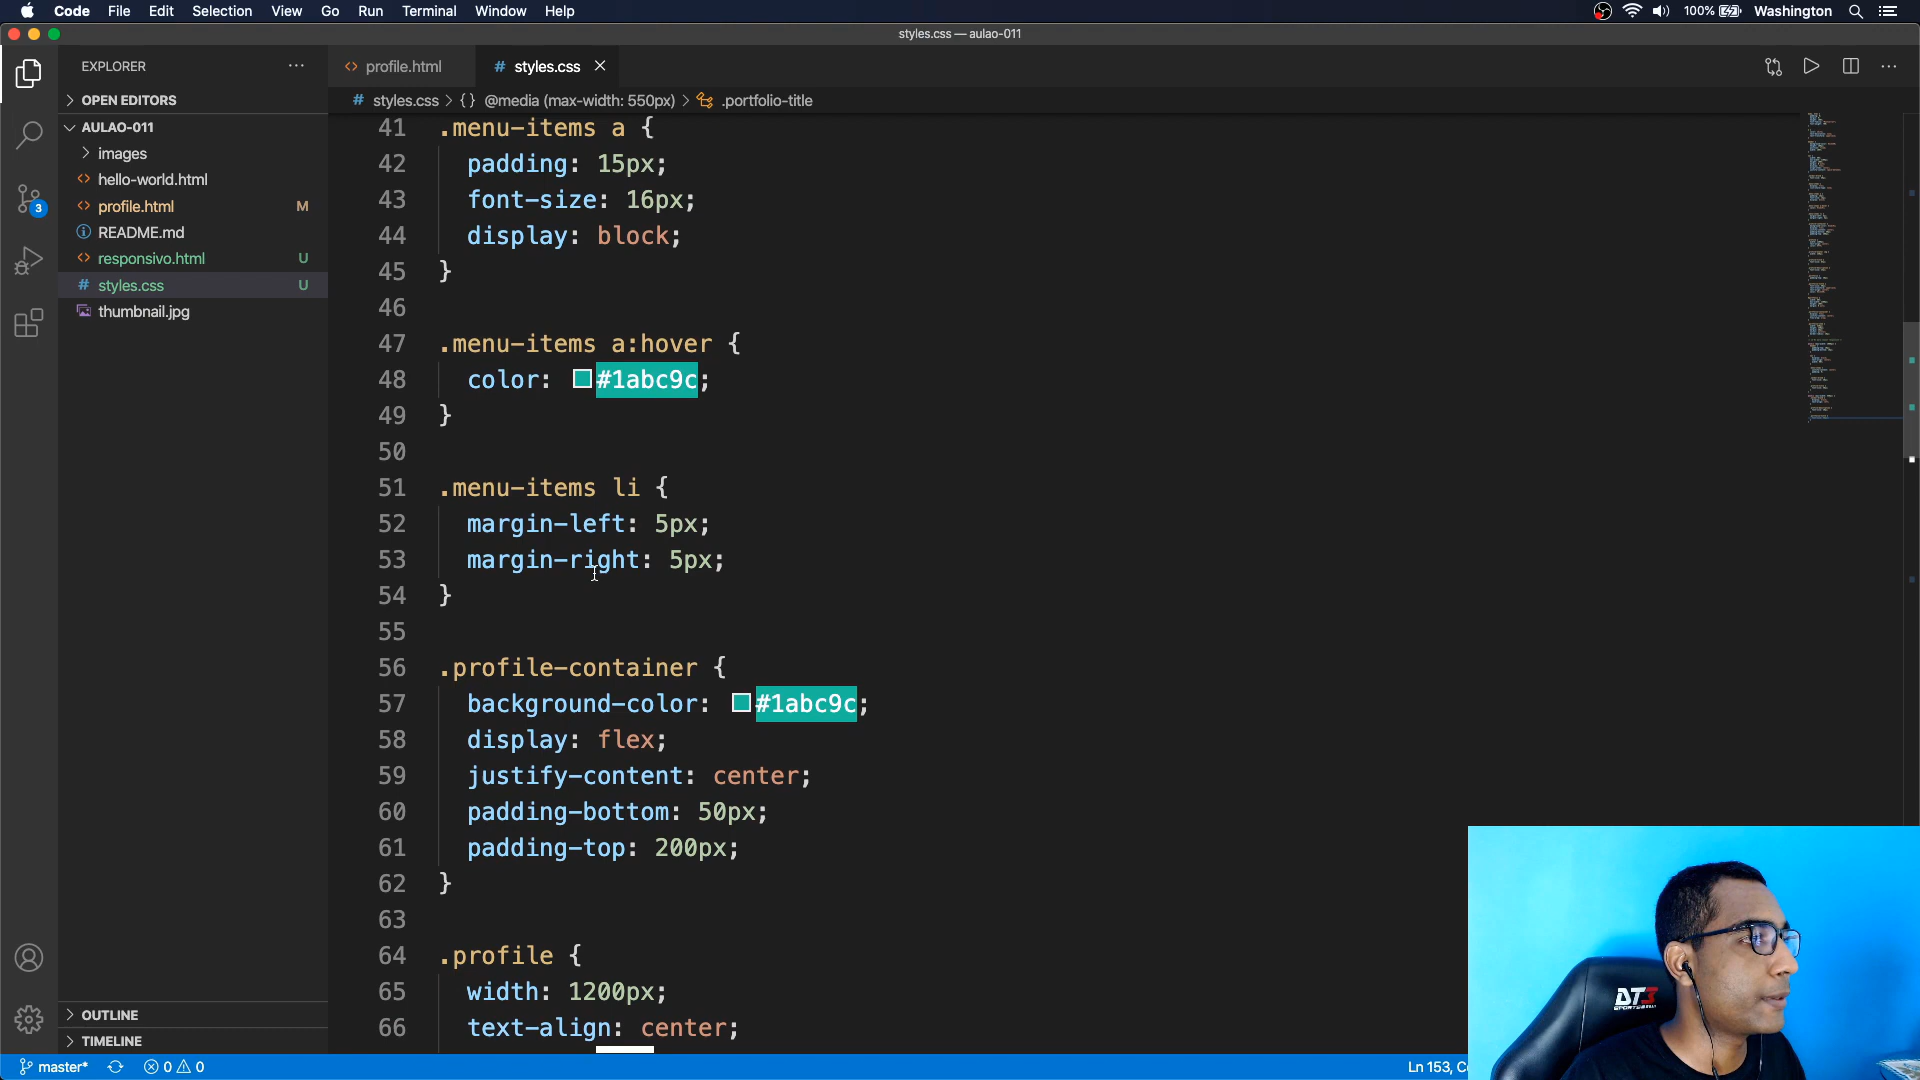 Code File Edit Selection View Go Run Terminal Window Help 100% Washington
styles.css — aulao-011
EXPLORER
profile.html
styles.css
OPEN EDITORS
styles.css > {} @media (max-width: 550px) > .portfolio-title
AULAO-011
images
hello-world.html
profile.html M
README.md
responsivo.html U
styles.css U
thumbnail.jpg
3
41 .menu-items a {
42 padding: 15px;
43 font-size: 16px;
44 display: block;
45 }
46
47 .menu-items a:hover {
48 color: #1abc9c;
49 }
50
51 .menu-items li {
52 margin-left: 5px;
53 margin-right: 5px;
54 }
55
56 .profile-container {
57 background-color: #1abc9c;
58 display: flex;
59 justify-content: center;
60 padding-bottom: 50px;
61 padding-top: 200px;
62 }
63
64 .profile {
65 width: 1200px;
66 text-align: center;
OUTLINE
TIMELINE
master* 0 0
Ln 153,
DT3